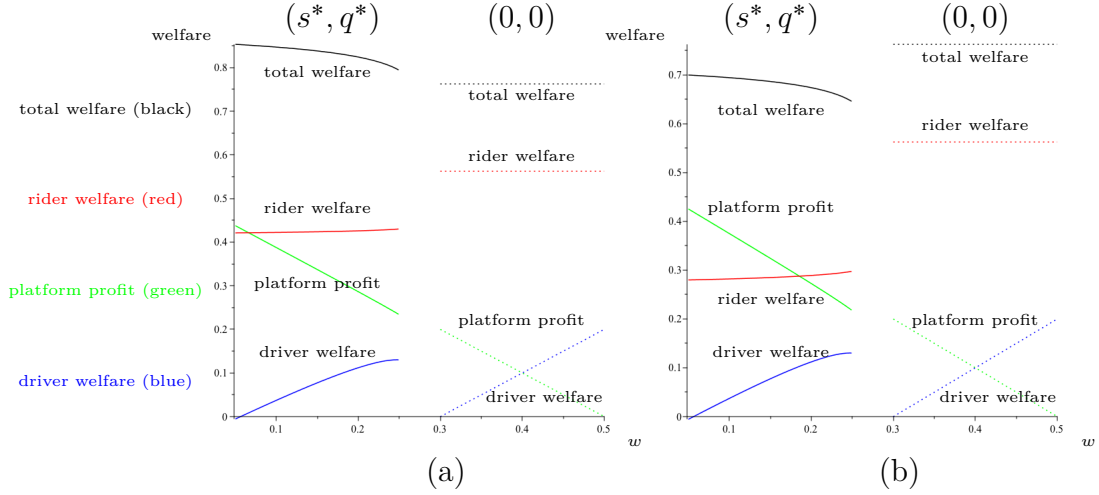 (s*, q*) (0, 0) (s*, q*) (0, 0)
welfare
total welfare (black)
rider welfare (red)
platform profit (green)
driver welfare (blue)
0.8
0.7
0.6
0.5
0.4
0.3
0.2
0.1
0
total welfare
total welfare
rider welfare
rider welfare
platform profit
platform profit
driver welfare
driver welfare
0.1 0.2 0.3 0.4 0.5
w
(a)
welfare
0.7
0.6
0.5
0.4
0.3
0.2
0.1
0
total welfare
total welfare
rider welfare
platform profit
rider welfare
platform profit
driver welfare
driver welfare
0.1 0.2 0.3 0.4 0.5
w
(b)